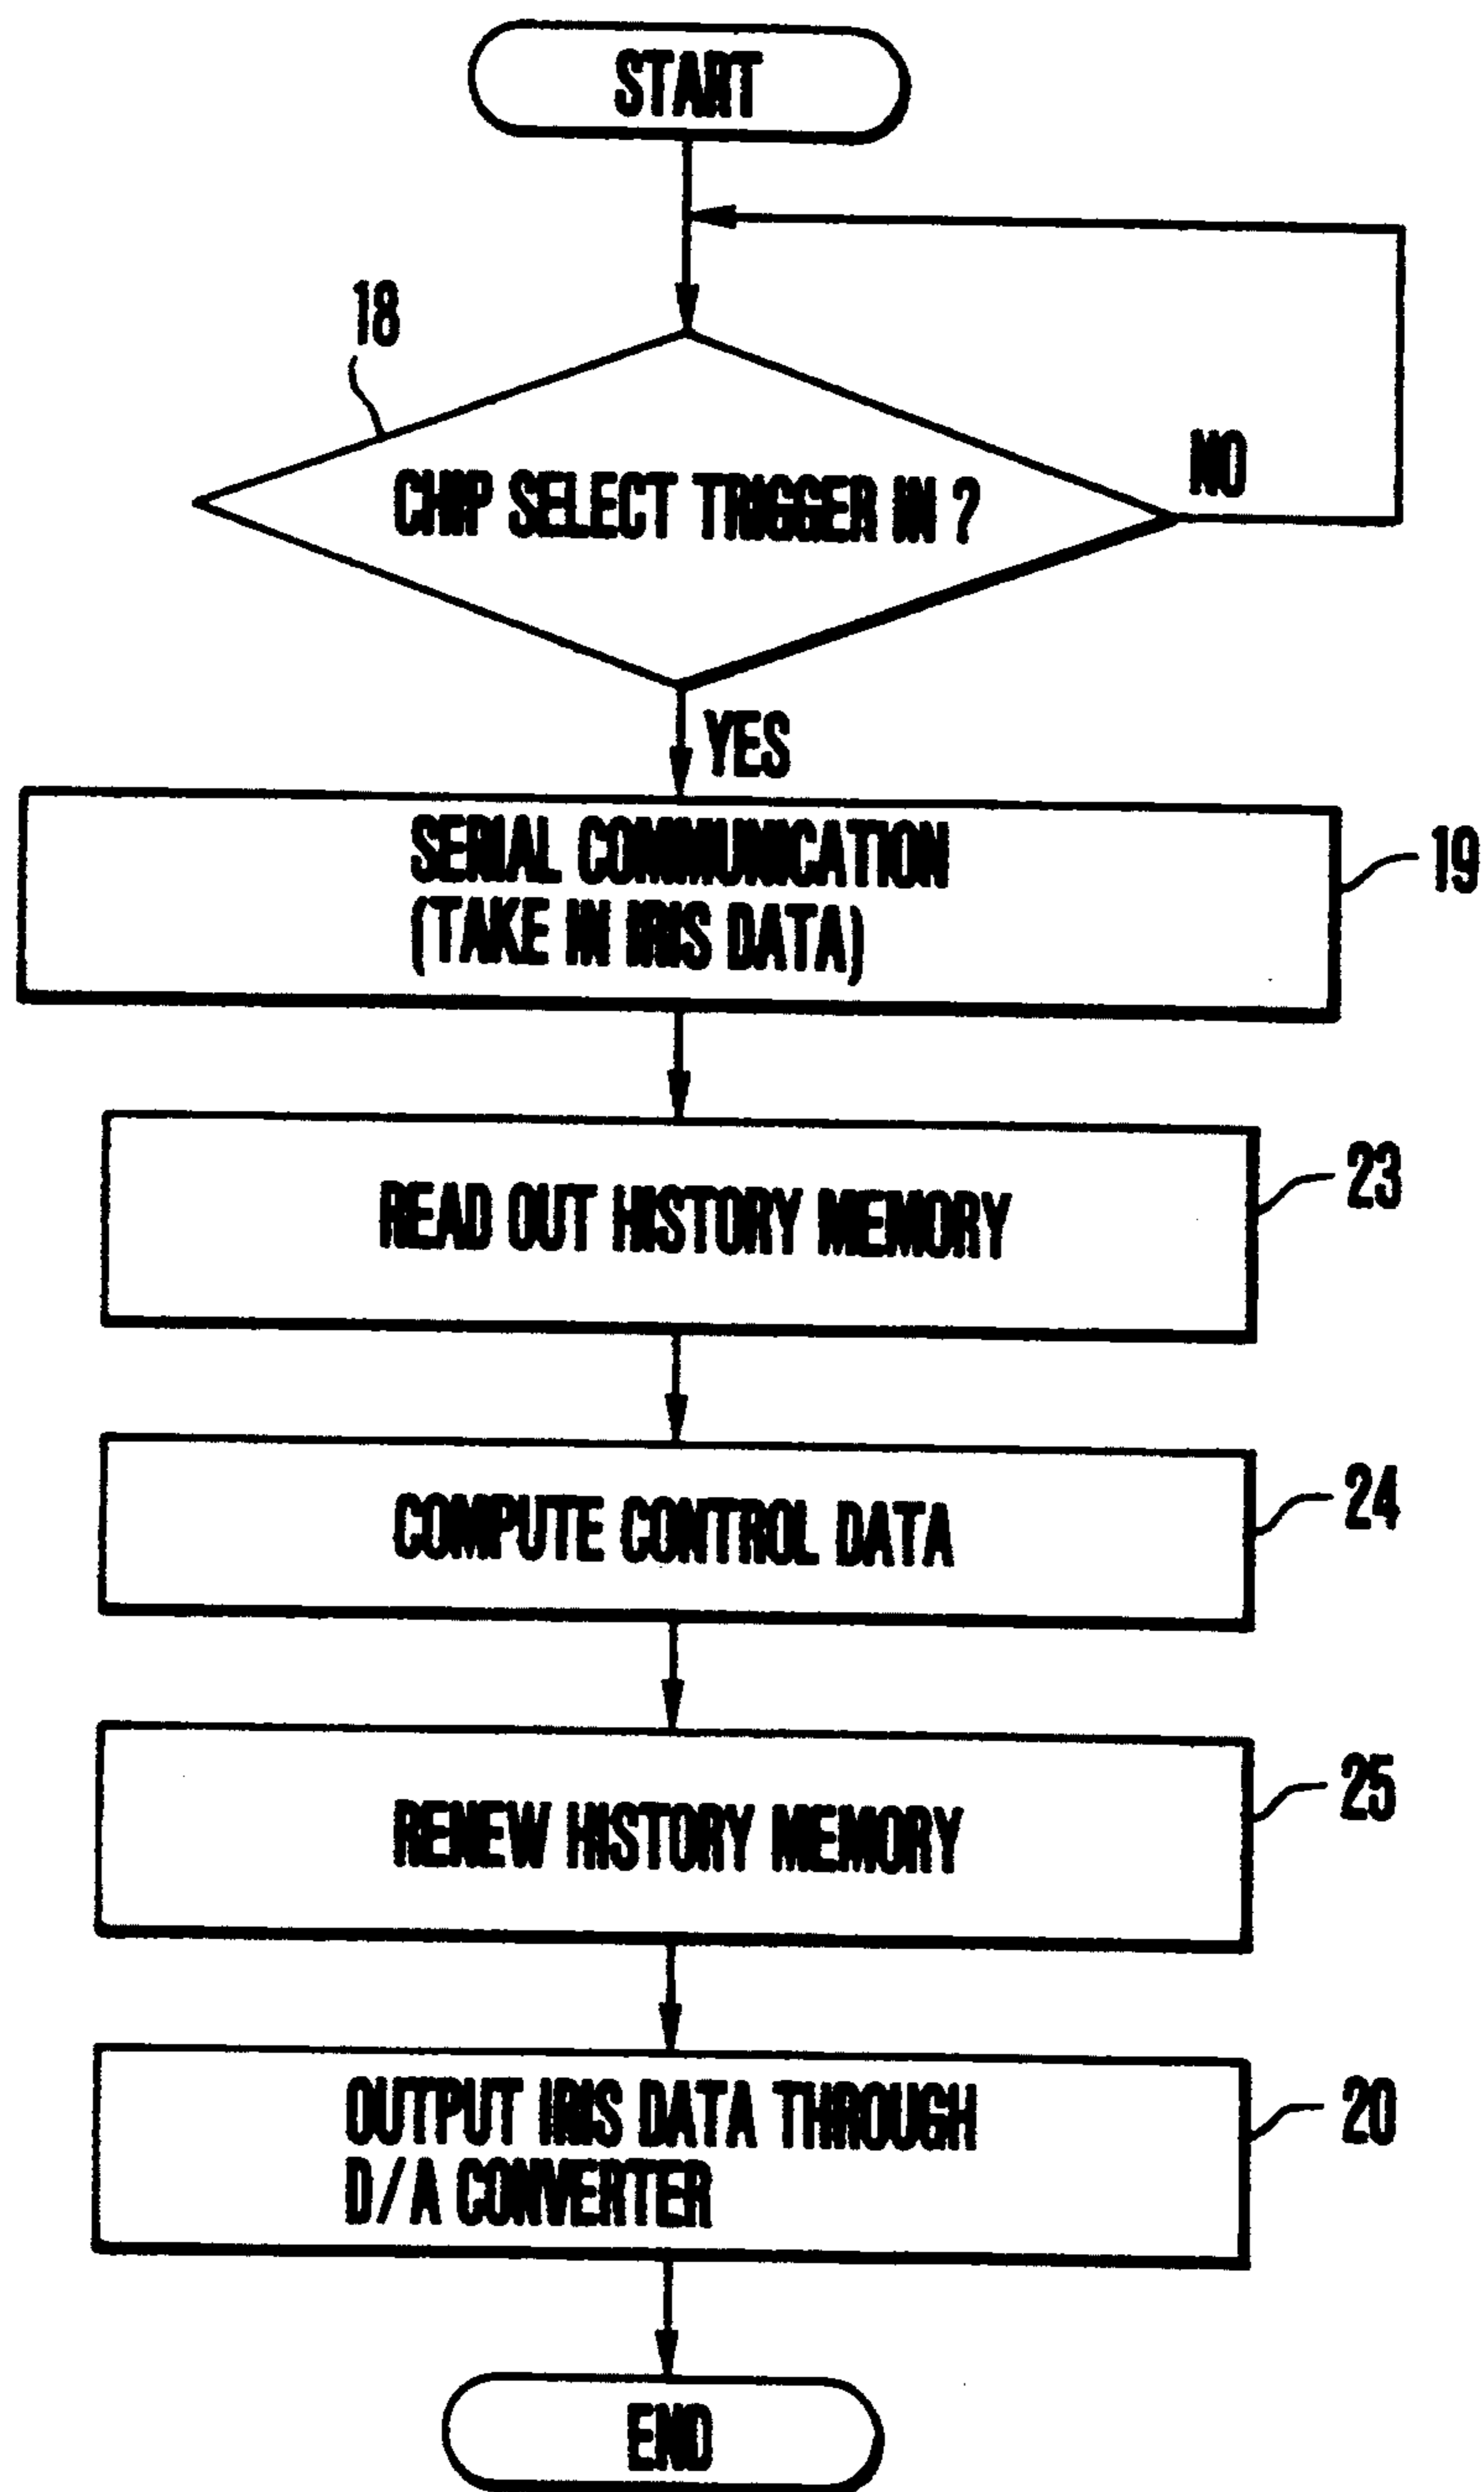 START
18
CHIP SELECT TRIGGER IN ?
NO
YES
SERIAL COMMUNICATION
(TAKE IN IRIS DATA)
19
READ OUT HISTORY MEMORY
23
COMPUTE CONTROL DATA
24
RENEW HISTORY MEMORY
25
OUTPUT IRIS DATA THROUGH
D/A CONVERTER
20
END